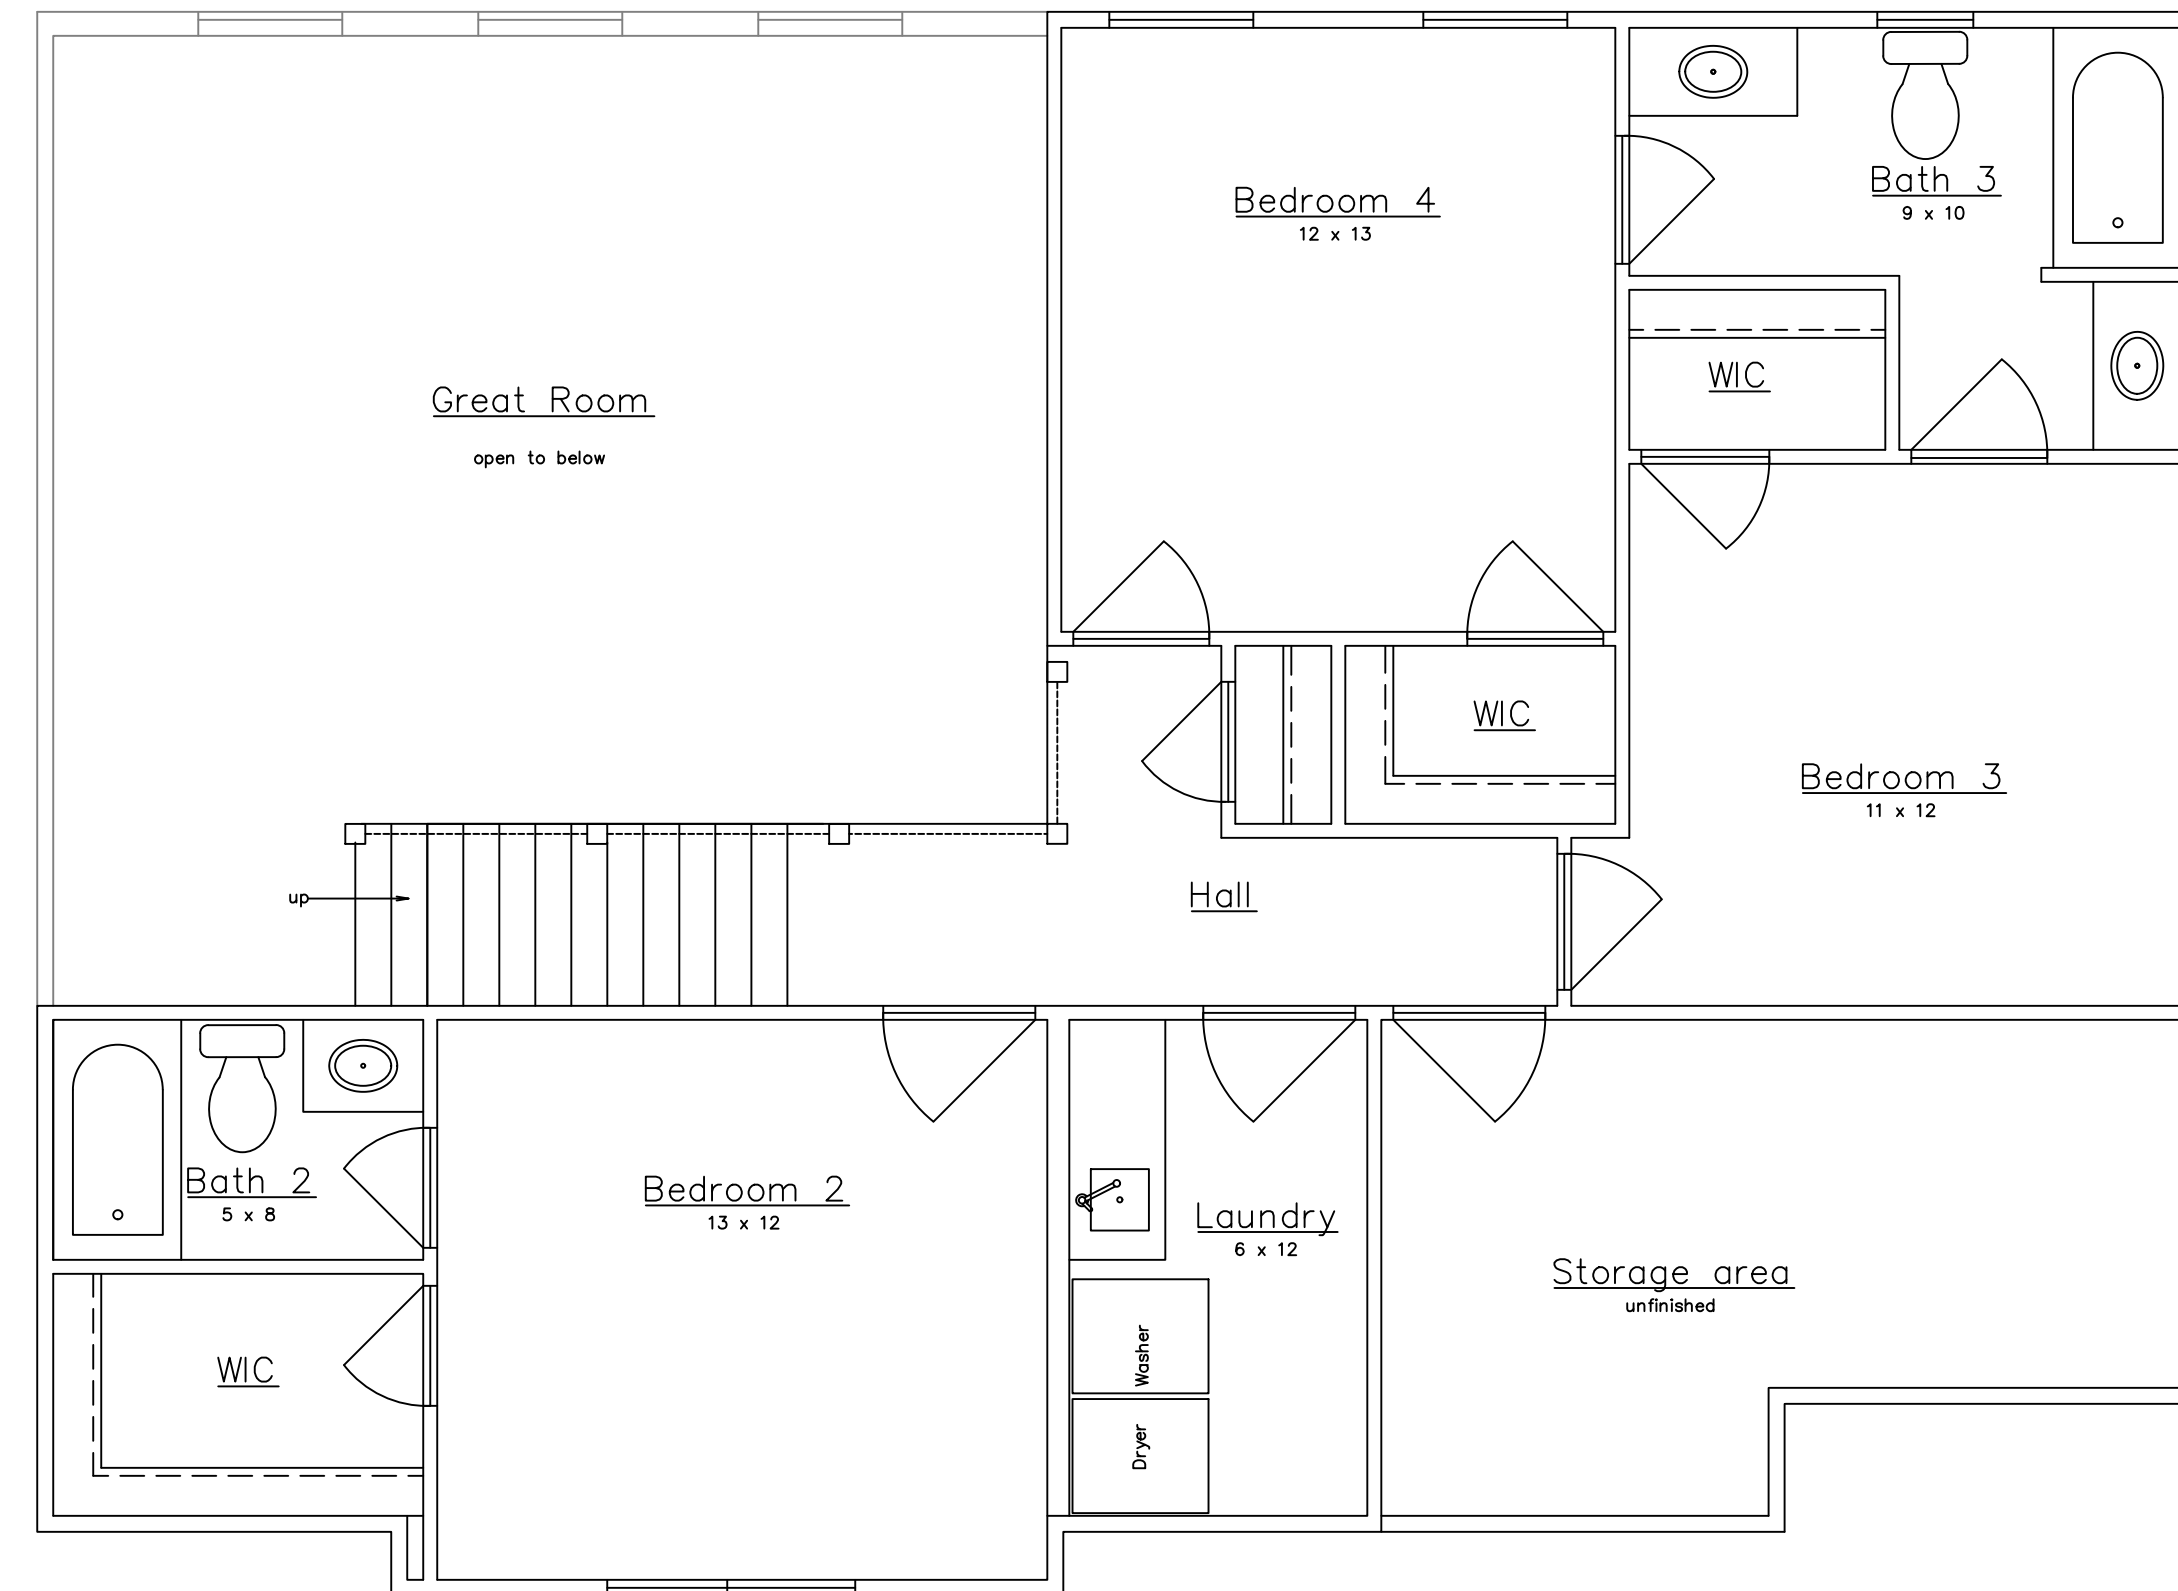 Bedroom 4
12 x 13
Bath 3
9 x 10
WIC
Great Room
open to below
WIC
Bedroom 3
11 x 12
up
Hall
Bath 2
5 x 8
Bedroom 2
13 x 12
Laundry
6 x 12
Storage area
unfinished
WIC
Washer
Dryer